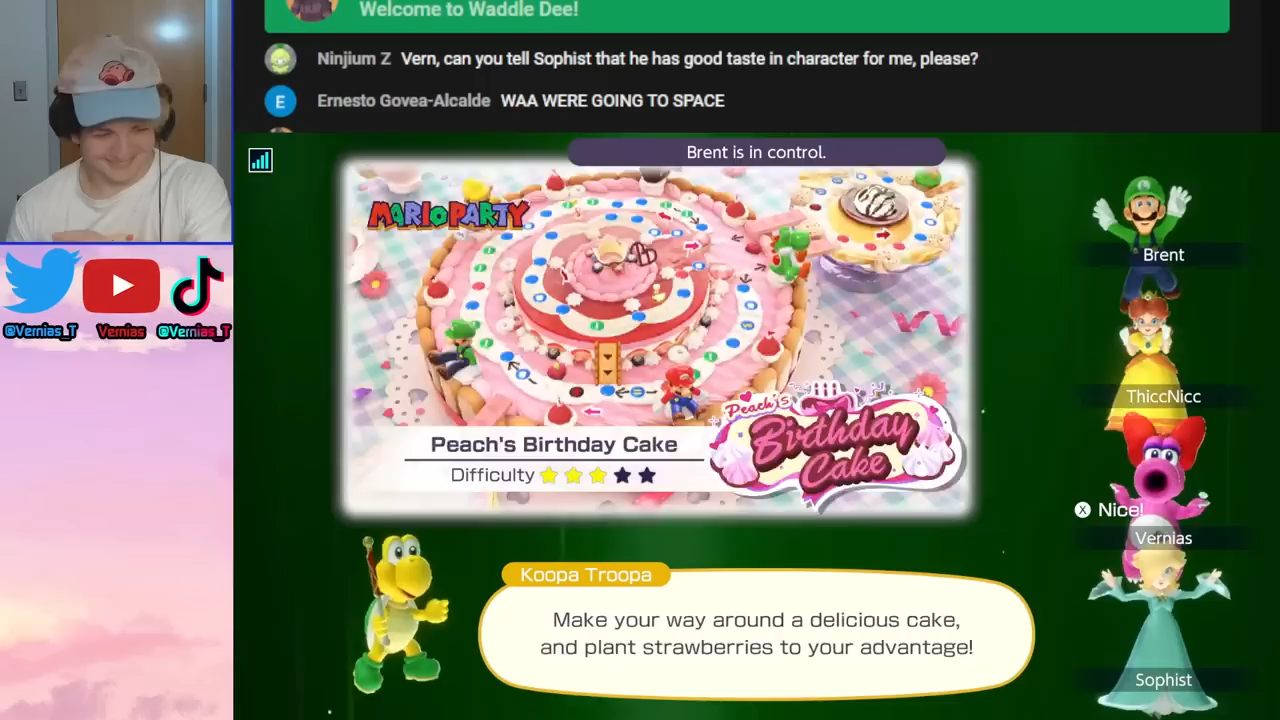 Welcome to Waddle Dee!
Ninjium Z Vern, can you tell Sophist that he has good taste in character for me, please?
E Ernesto Govea-Alcalde WAA WERE GOING TO SPACE
Brent is in control.
MARIO PARTY
Brent
@Vernias_T Vernias @Vernias_T
ThiccNicc
Peach's
Birthday
Cake
Peach's Birthday Cake
Difficulty
X Nice!
Vernias
Koopa Troopa
Make your way around a delicious cake,
and plant strawberries to your advantage!
Sophist